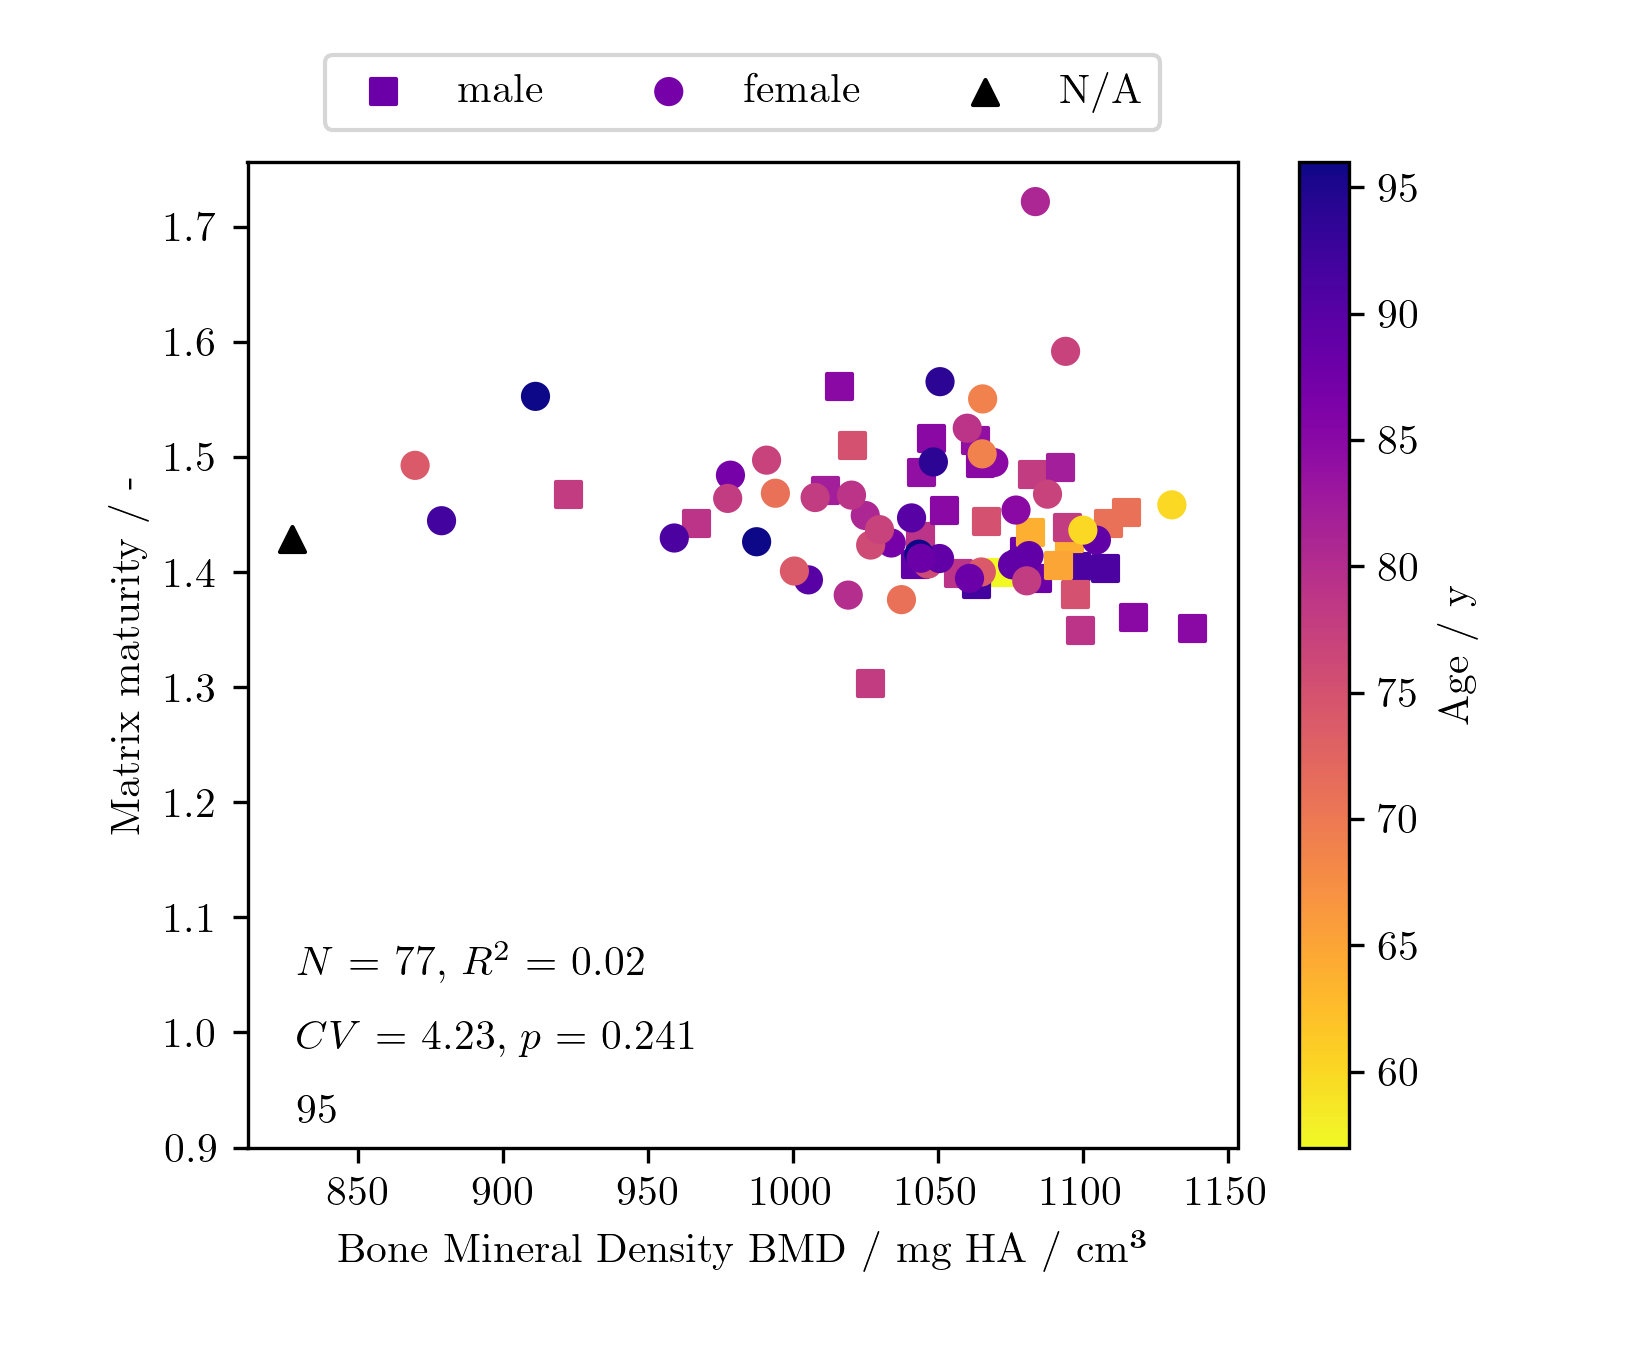 male female N/A
1.7
1.6
1.5
1.4
1.3
1.2
1.1
1.0
0.9
Matrix maturity / -
N = 77, R² = 0.02
CV = 4.23, p = 0.241
95
850 900 950 1000 1050 1100 1150
Bone Mineral Density BMD / mg HA / cm³
95
90
85
80
75
70
65
60
Age / y